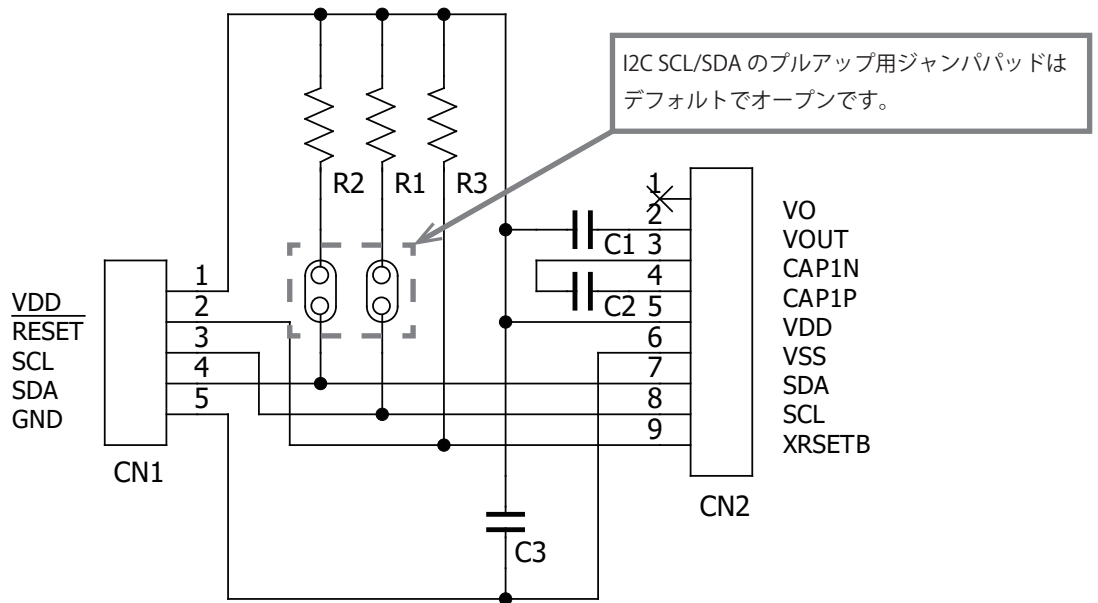 I2C SCL/SDA のプルアップ用ジャンパパッドは
デフォルトでオープンです。
R2
R1
R3
1
2
3
4
5
6
7
8
9
C1
C2
VO
VOUT
CAP1N
CAP1P
VDD
VSS
SDA
SCL
XRSETB
CN2
VDD
RESET
SCL
SDA
GND
1
2
3
4
5
CN1
C3